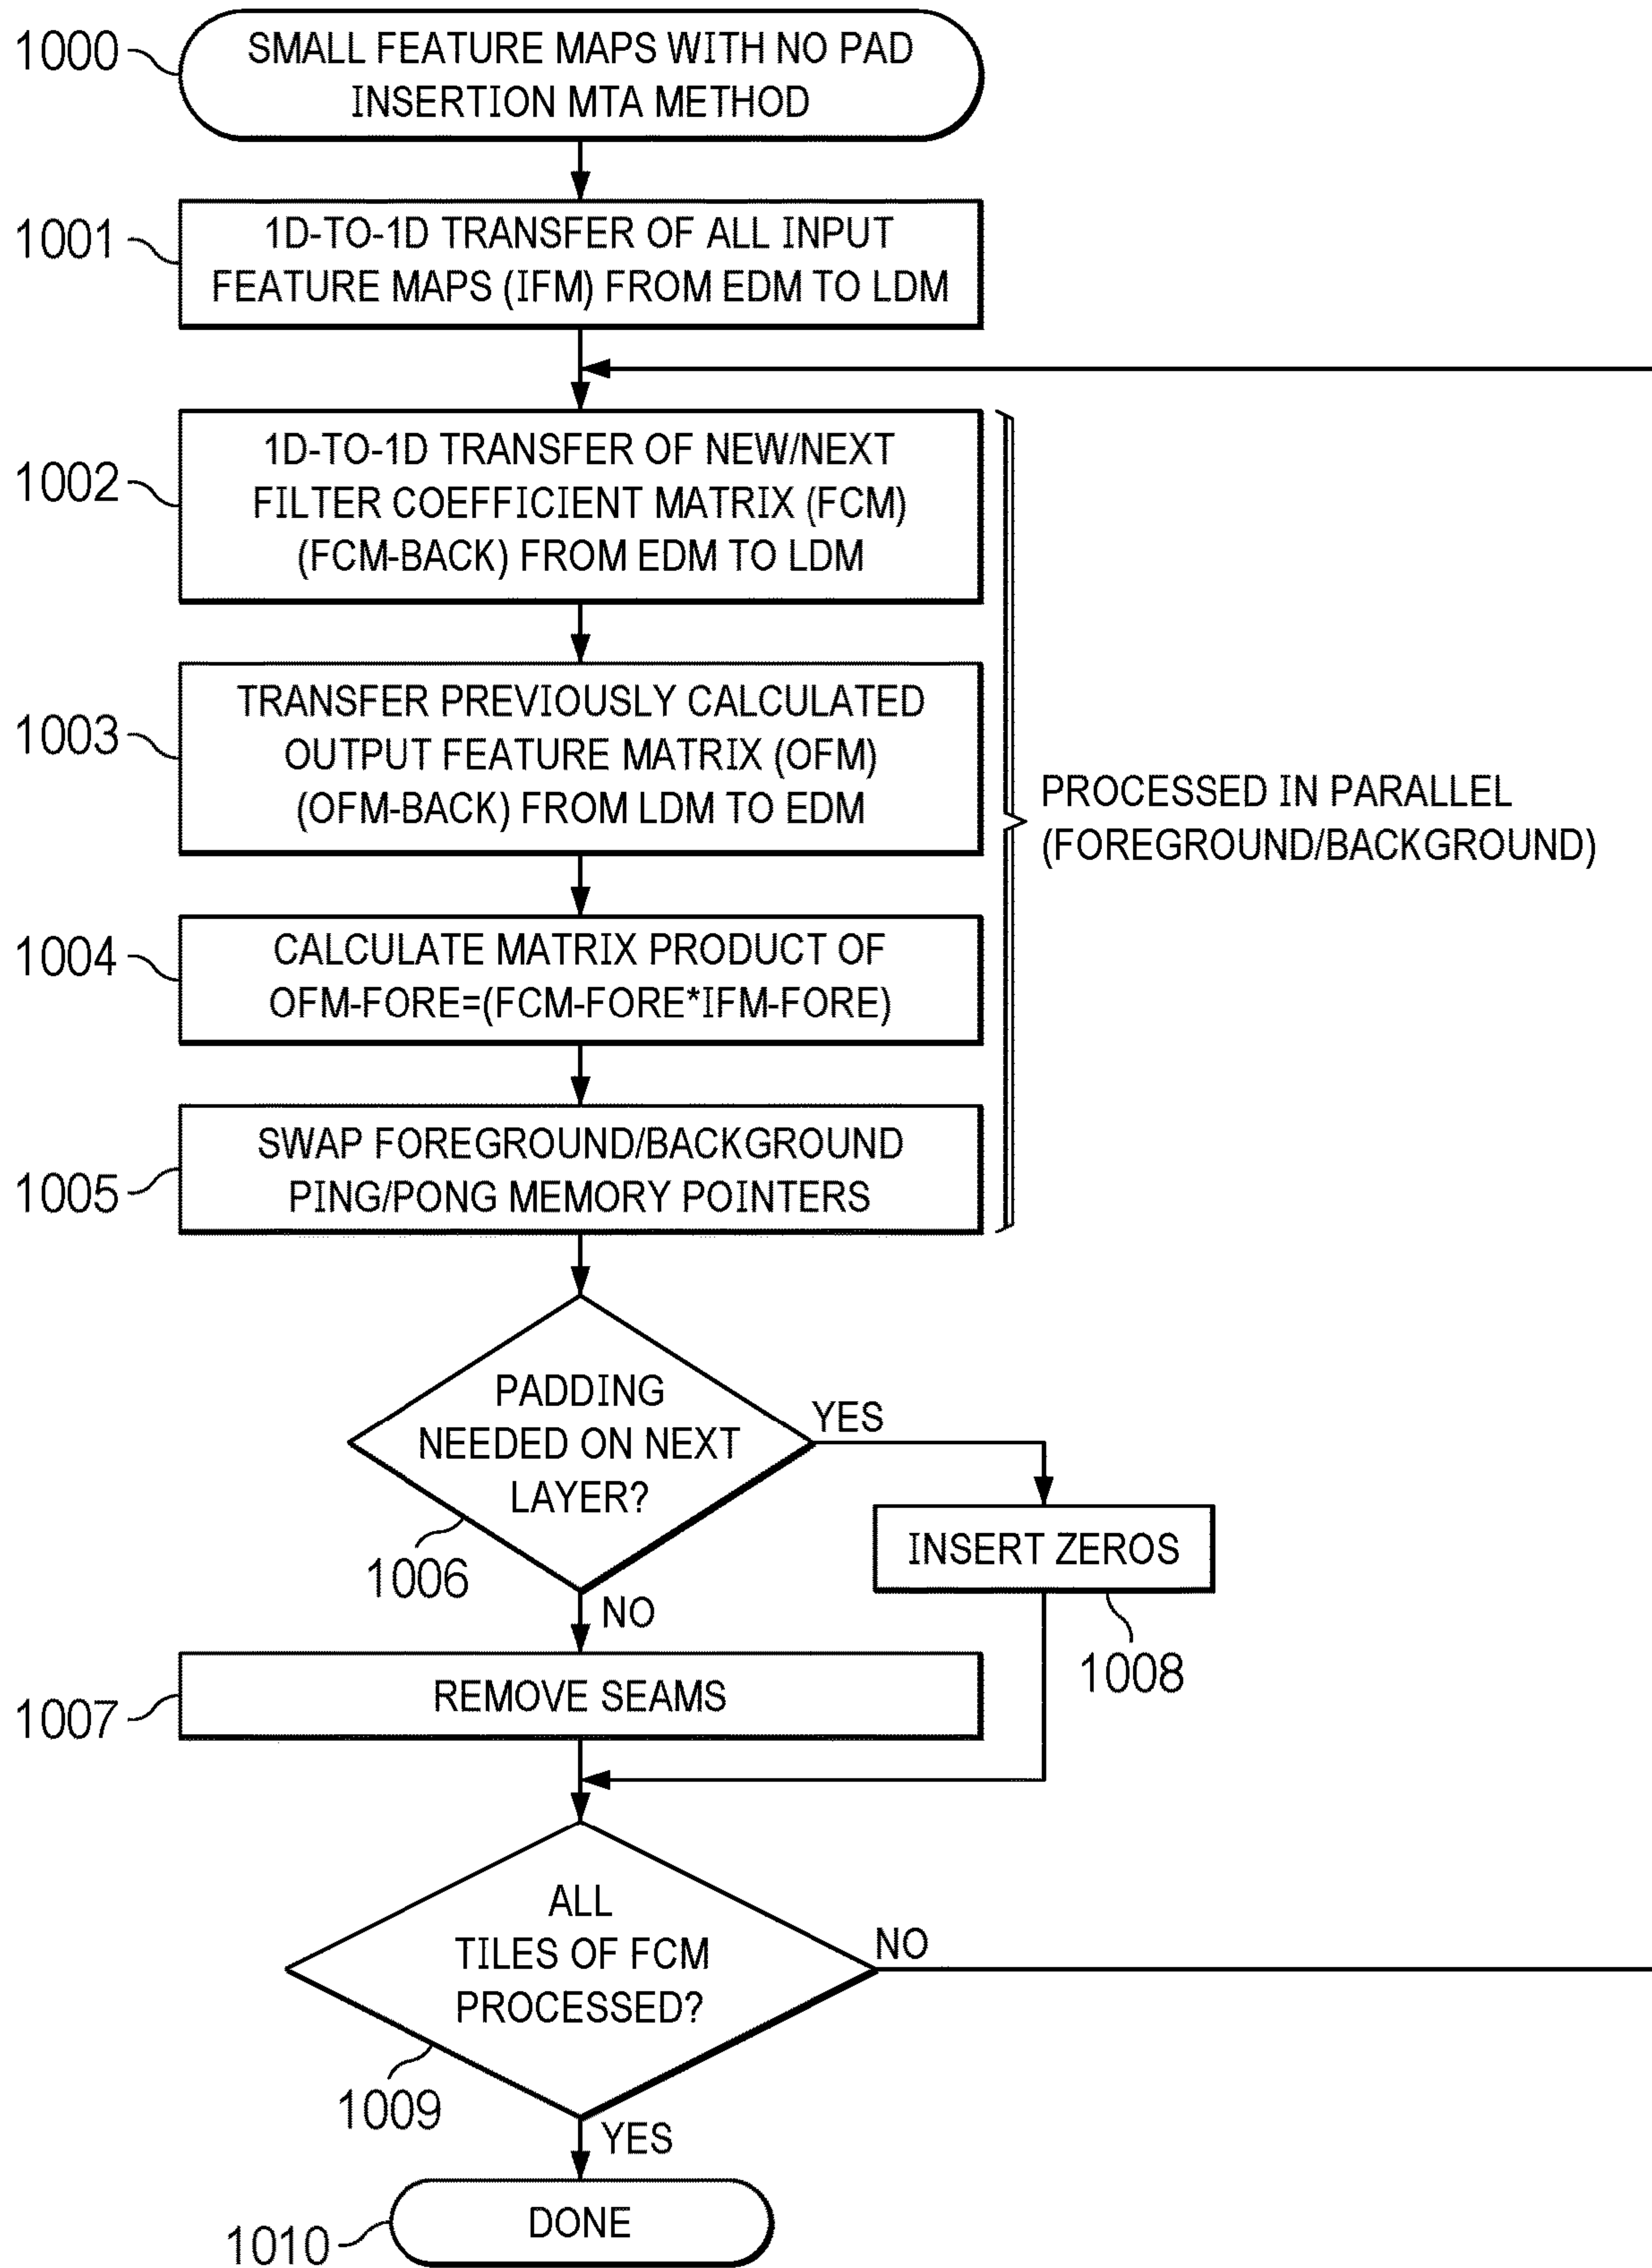 1000
SMALL FEATURE MAPS WITH NO PAD
INSERTION MTA METHOD
1001
1D-TO-1D TRANSFER OF ALL INPUT
FEATURE MAPS (IFM) FROM EDM TO LDM
1002
1D-TO-1D TRANSFER OF NEW/NEXT
FILTER COEFFICIENT MATRIX (FCM)
(FCM-BACK) FROM EDM TO LDM
1003
TRANSFER PREVIOUSLY CALCULATED
OUTPUT FEATURE MATRIX (OFM)
(OFM-BACK) FROM LDM TO EDM
PROCESSED IN PARALLEL
(FOREGROUND/BACKGROUND)
1004
CALCULATE MATRIX PRODUCT OF
OFM-FORE=(FCM-FORE*IFM-FORE)
1005
SWAP FOREGROUND/BACKGROUND
PING/PONG MEMORY POINTERS
PADDING
NEEDED ON NEXT
LAYER?
YES
1006
NO
INSERT ZEROS
1008
1007
REMOVE SEAMS
ALL
TILES OF FCM
PROCESSED?
NO
1009
YES
1010
DONE